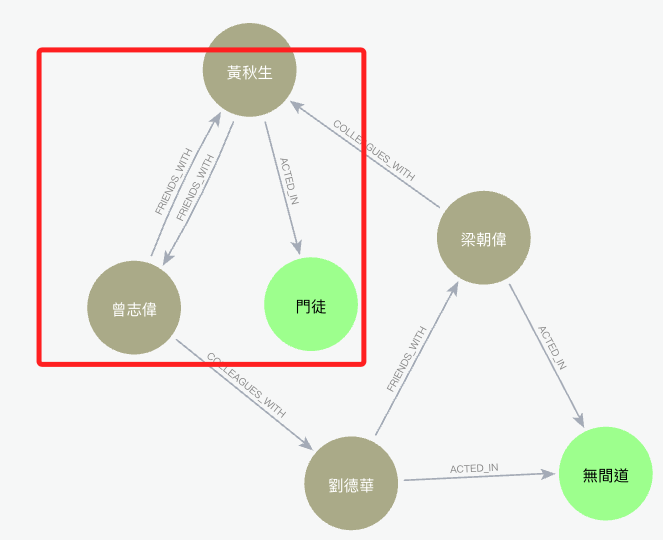 黃秋生
COLLEAGUES_WITH
FRIENDS_WITH
FRIENDS_WITH
ACTED_IN
梁朝偉
曾志偉
門徒
COLLEAGUES_WITH
FRIENDS_WITH
ACTED_IN
劉德華
ACTED_IN
無間道